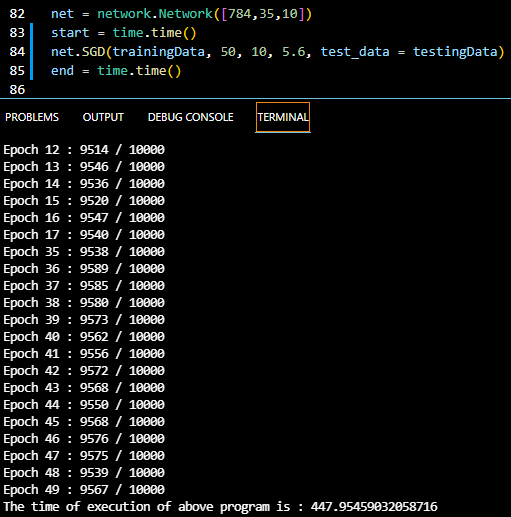 82 net = network.Network([784,35,10])
83 start = time.time()
84 net.SGD(trainingData, 50, 10, 5.6, test_data = testingData)
85 end = time.time()
86
PROBLEMS OUTPUT DEBUG CONSOLE TERMINAL
Epoch 12 : 9514 / 10000
Epoch 13 : 9546 / 10000
Epoch 14 : 9536 / 10000
Epoch 15 : 9520 / 10000
Epoch 16 : 9547 / 10000
Epoch 17 : 9540 / 10000
Epoch 35 : 9538 / 10000
Epoch 36 : 9589 / 10000
Epoch 37 : 9585 / 10000
Epoch 38 : 9580 / 10000
Epoch 39 : 9573 / 10000
Epoch 40 : 9562 / 10000
Epoch 41 : 9556 / 10000
Epoch 42 : 9572 / 10000
Epoch 43 : 9568 / 10000
Epoch 44 : 9550 / 10000
Epoch 45 : 9568 / 10000
Epoch 46 : 9576 / 10000
Epoch 47 : 9575 / 10000
Epoch 48 : 9539 / 10000
Epoch 49 : 9567 / 10000
The time of execution of above program is : 447.95459032058716